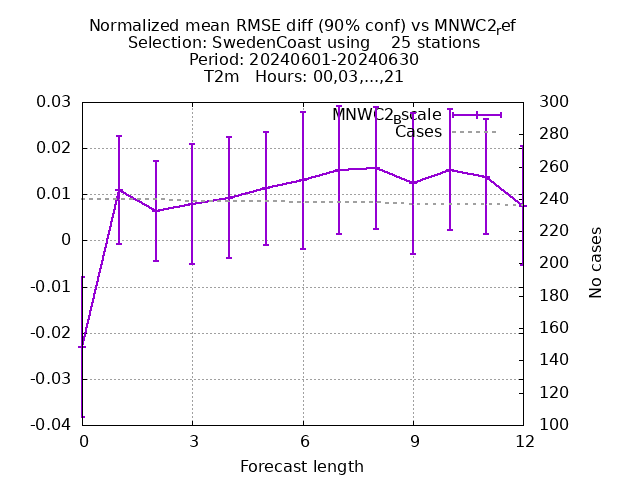 Normalized mean RMSE diff (90% conf) vs MNWC2ref
Selection: SwedenCoast using    25 stations
Period: 20240601-20240630
T2m   Hours: 00,03,...,21
MNWC2Bscale
Cases
0.03
0.02
0.01
0
-0.01
-0.02
-0.03
-0.04
300
280
260
240
220
200
180
160
140
120
100
No cases
0 3 6 9 12
Forecast length